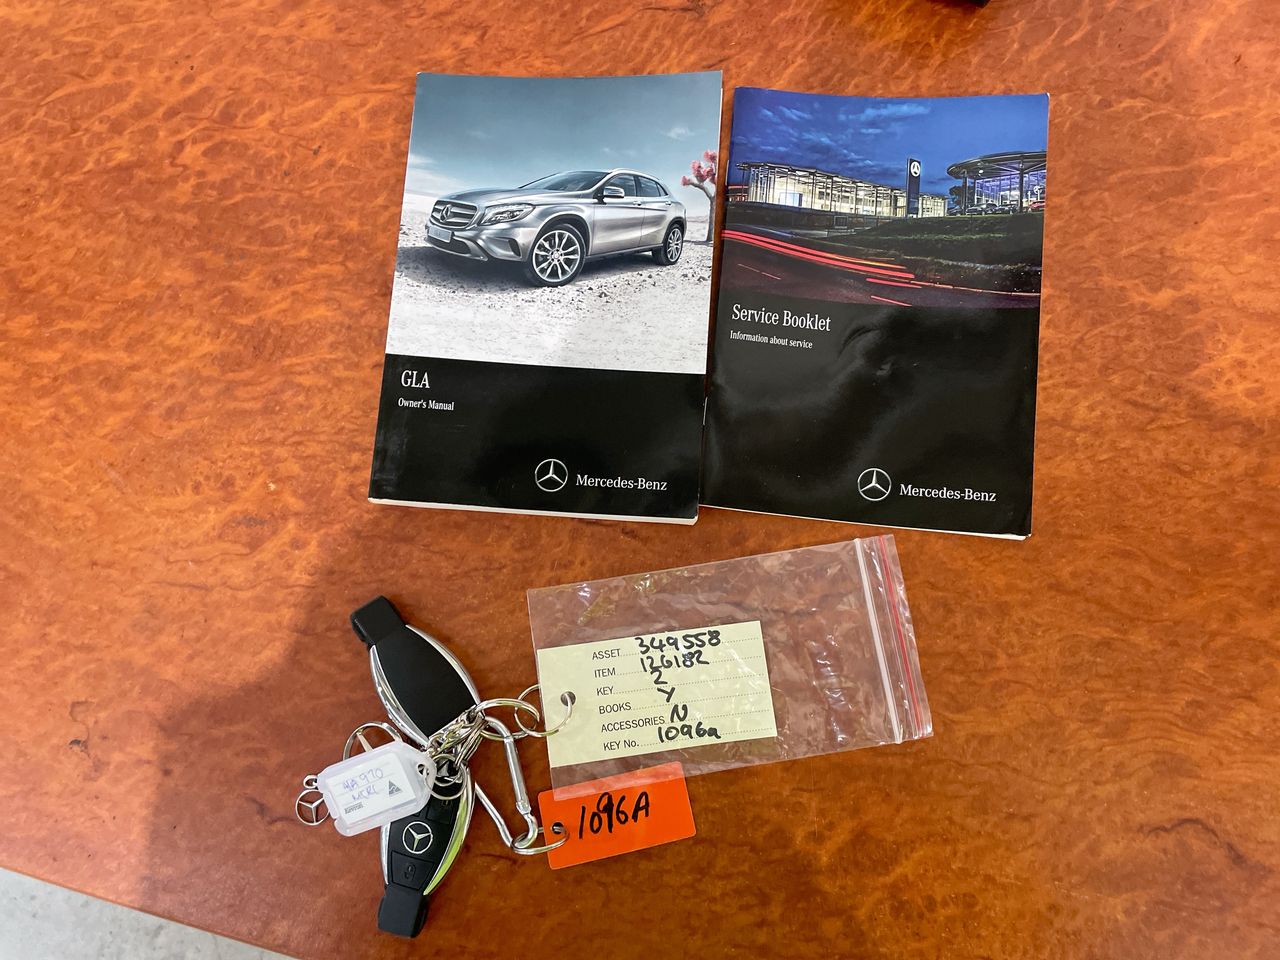 GLA
Owner's Manual
Mercedes-Benz
Service Booklet
Information about service
Mercedes-Benz
ASSET 349558
ITEM 126182
KEY 2
BOOKS Y
ACCESSORIES N
KEY No. 1096a
1096A